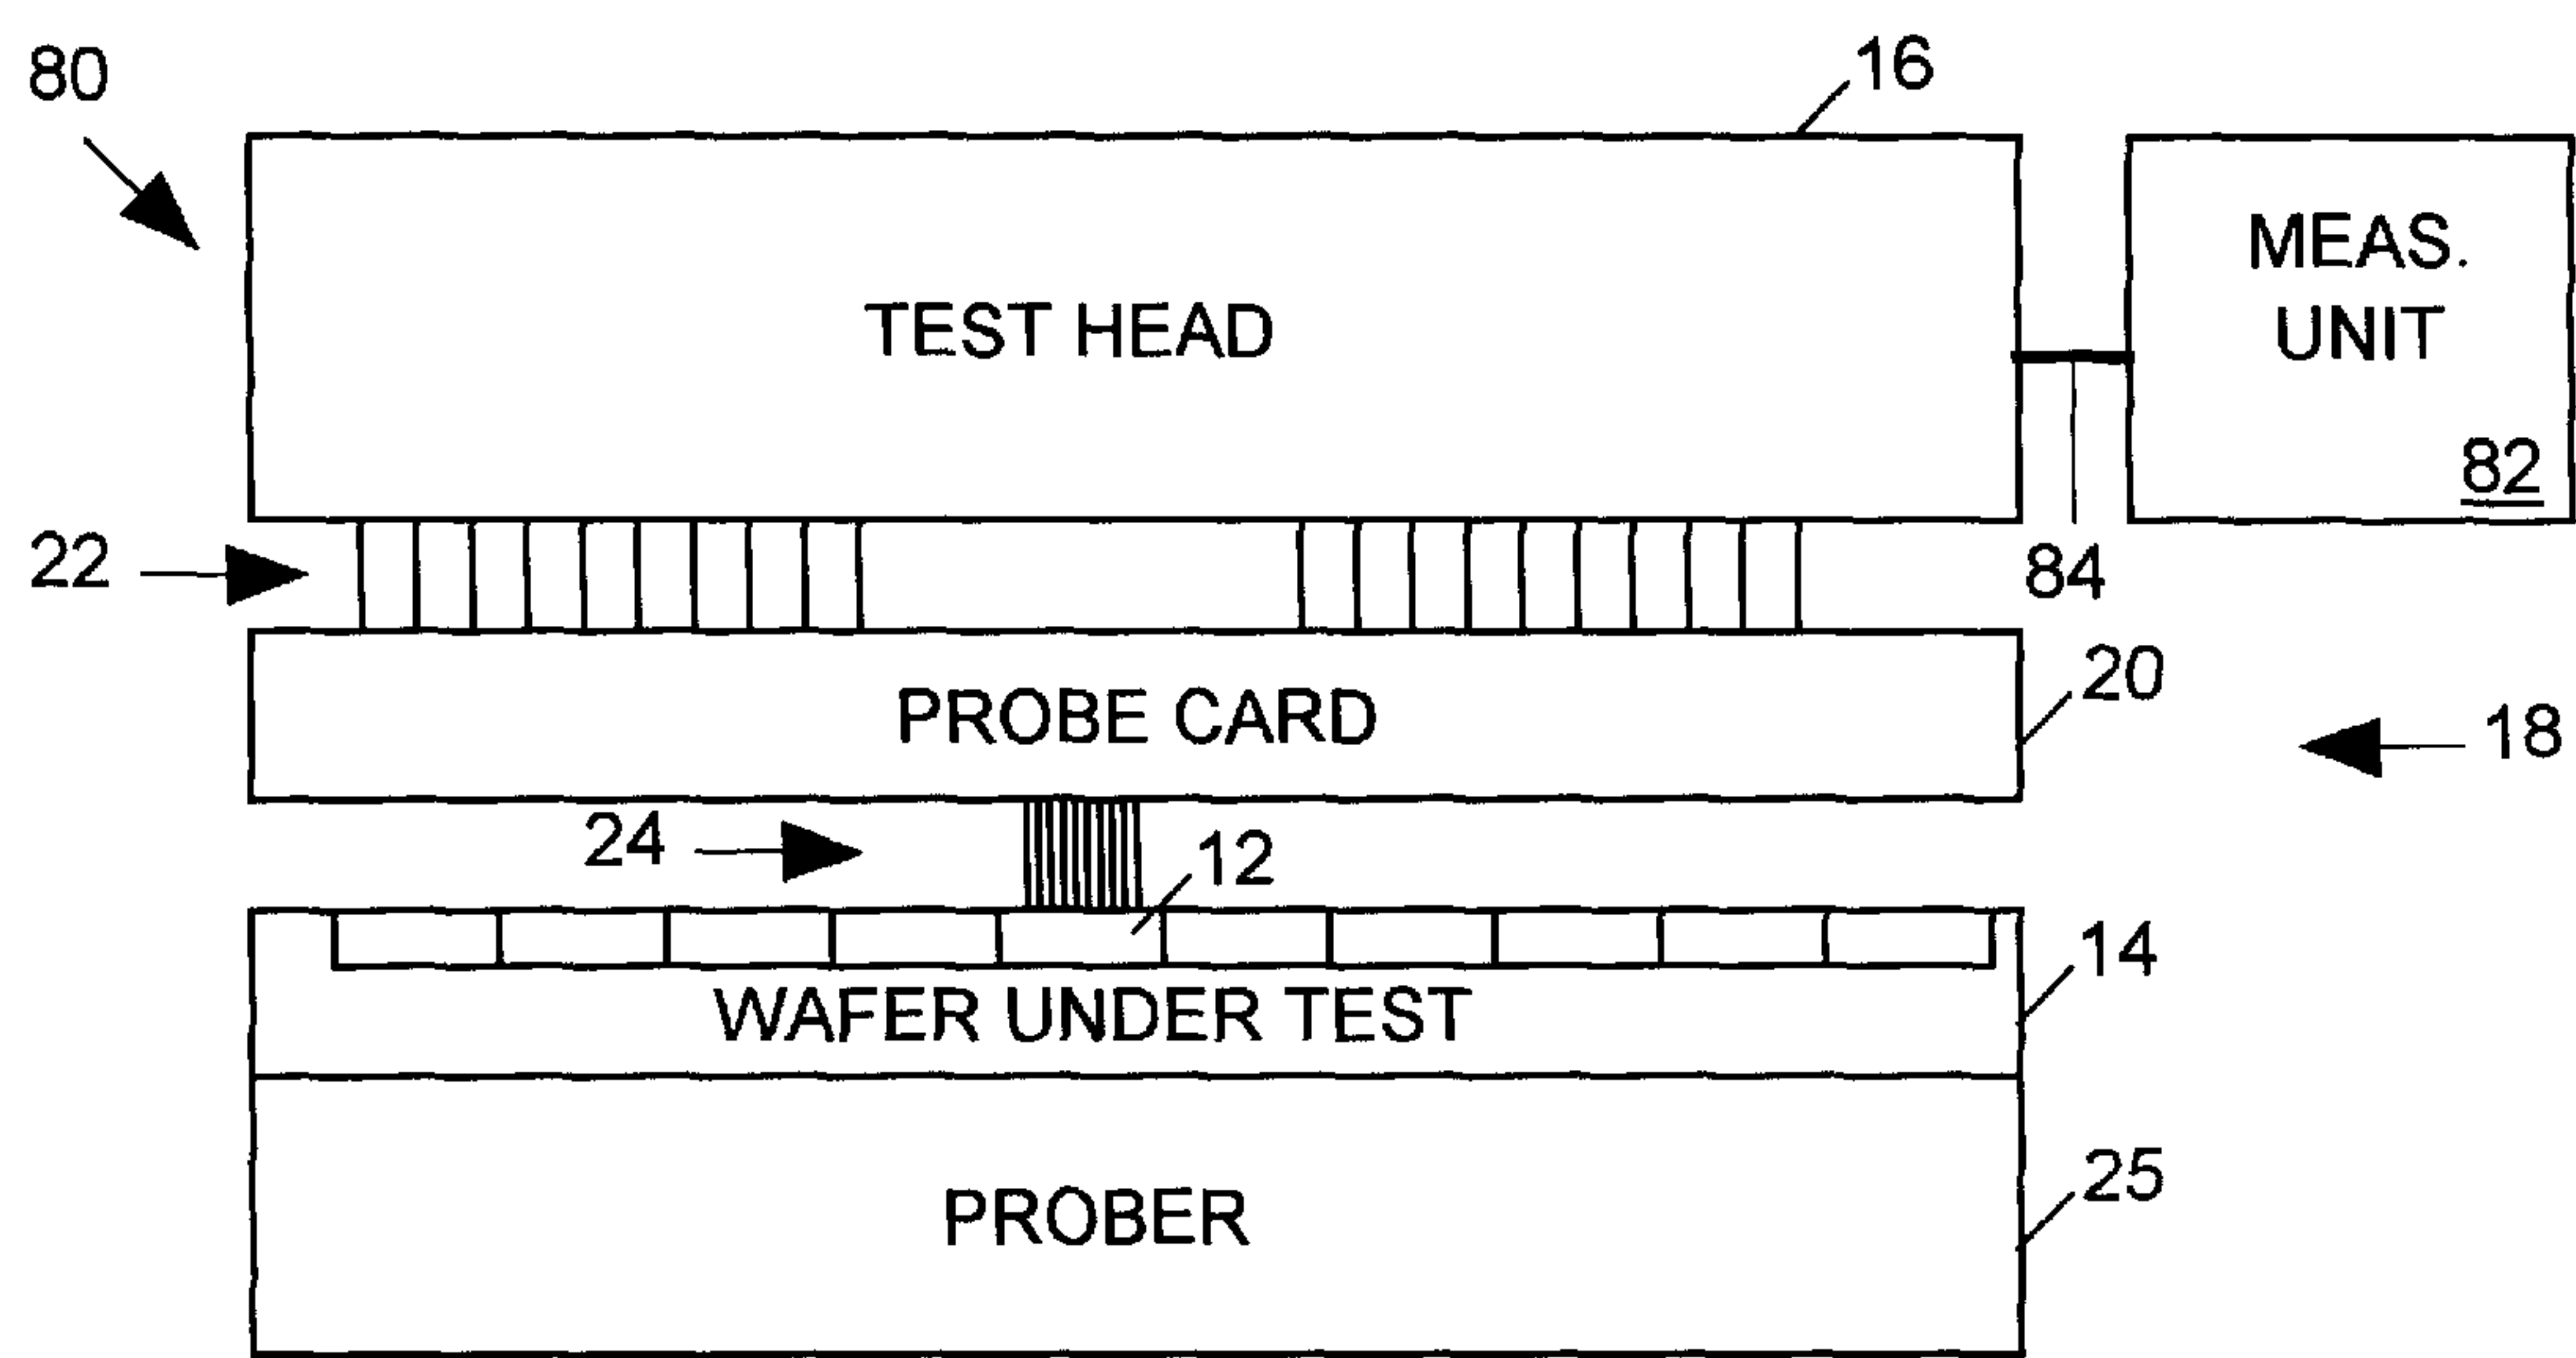 80
16
TEST HEAD
MEAS.
UNIT
82
22
84
PROBE CARD
20
18
24
12
14
WAFER UNDER TEST
PROBER
25